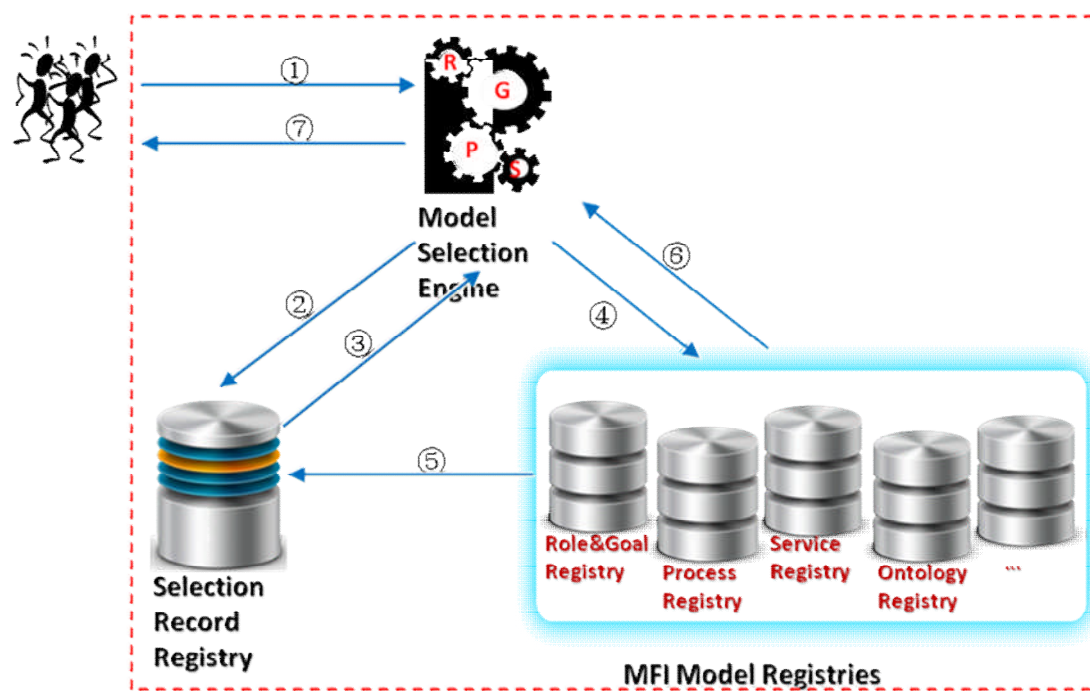 ①
R
G
⑦
P
S
Model
Selection
Engine
②
③
④
⑥
⑤
Selection
Record
Registry
Role&Goal
Registry
Process
Registry
Service
Registry
Ontology
Registry
...
MFI Model Registries